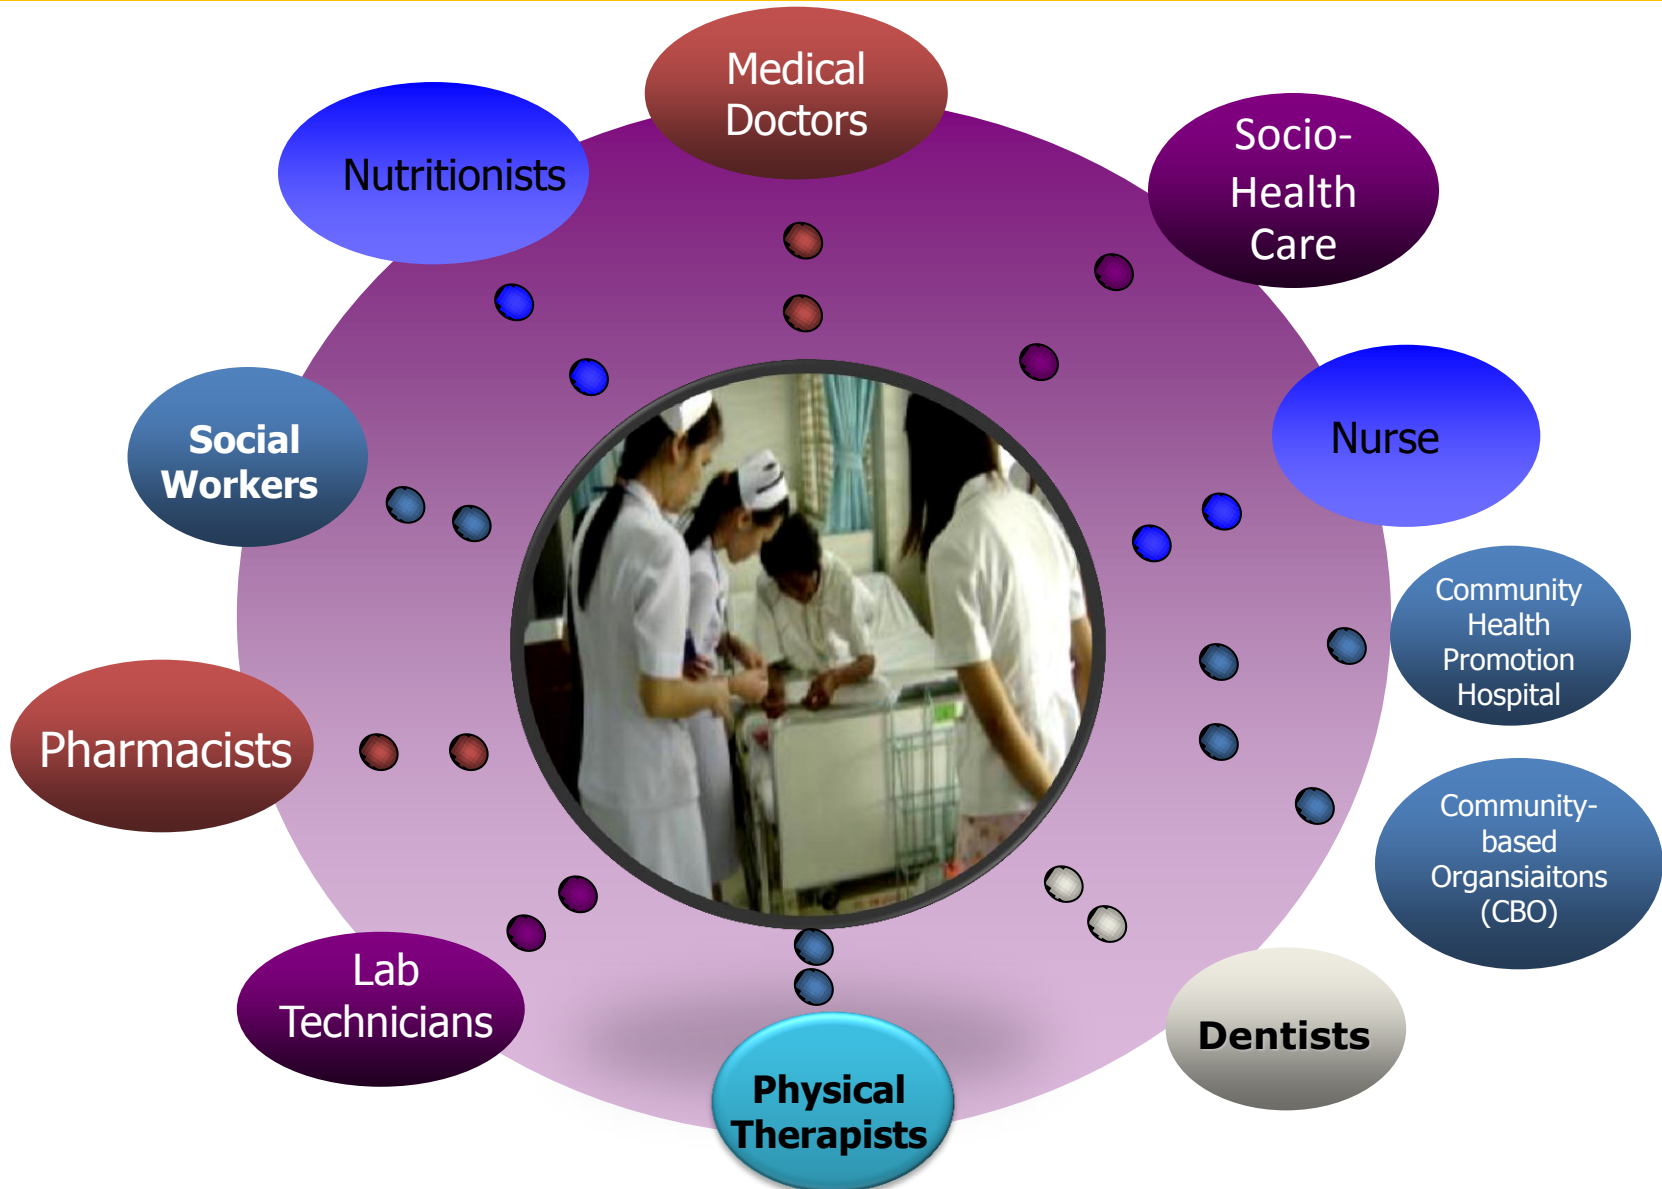 Medical
Doctors
Nutritionists
Socio-
Health
Care
Social
Workers
Nurse
Community
Health
Promotion
Hospital
Pharmacists
Community-
based
Organsiaitons
(CBO)
Lab
Technicians
Dentists
Physical
Therapists